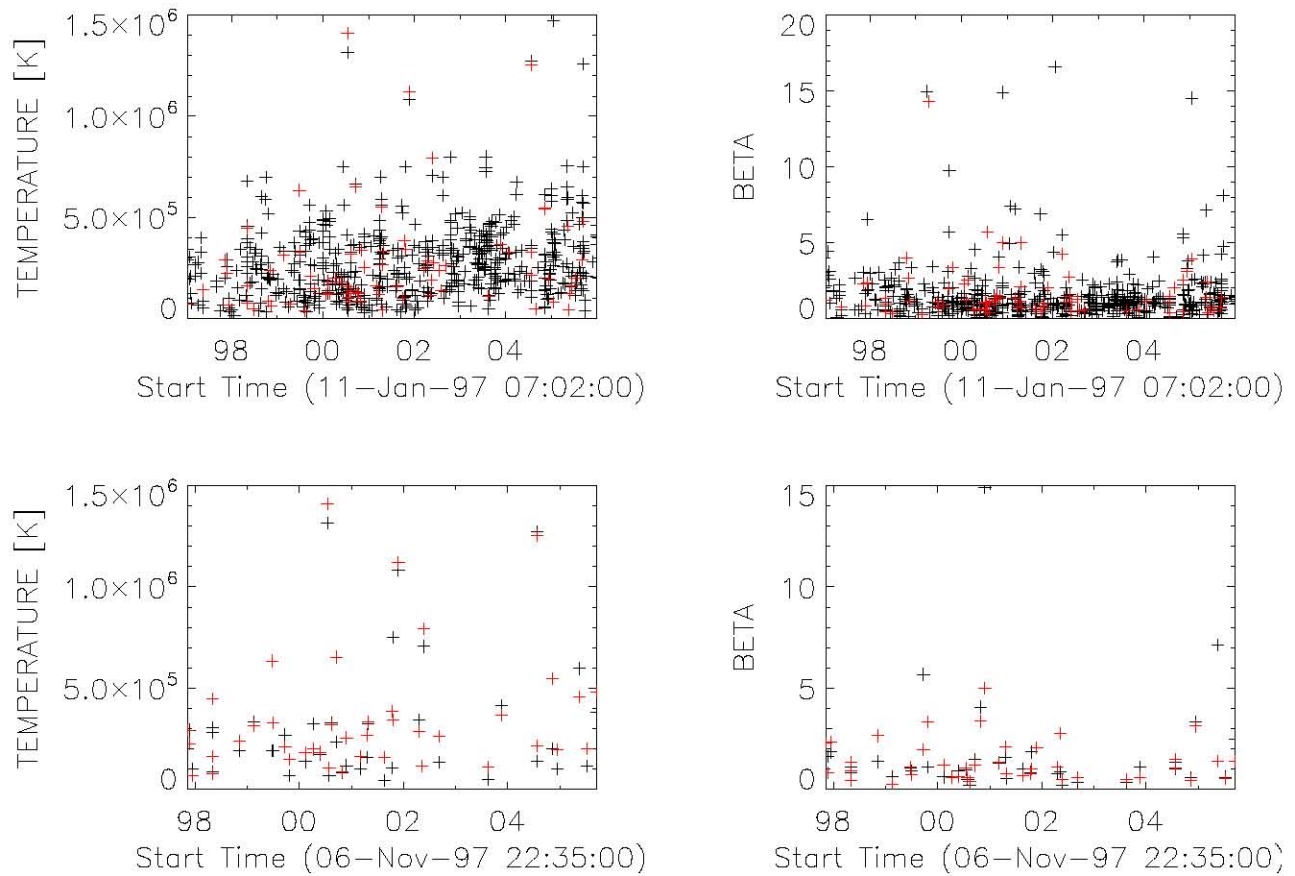 TEMPERATURE [K]
1.5×10⁶
1.0×10⁶
5.0×10⁵
0
98 00 02 04
Start Time (11-Jan-97 07:02:00)
BETA
20
15
10
5
0
98 00 02 04
Start Time (11-Jan-97 07:02:00)
TEMPERATURE [K]
1.5×10⁶
1.0×10⁶
5.0×10⁵
0
98 00 02 04
Start Time (06-Nov-97 22:35:00)
BETA
15
10
5
0
98 00 02 04
Start Time (06-Nov-97 22:35:00)